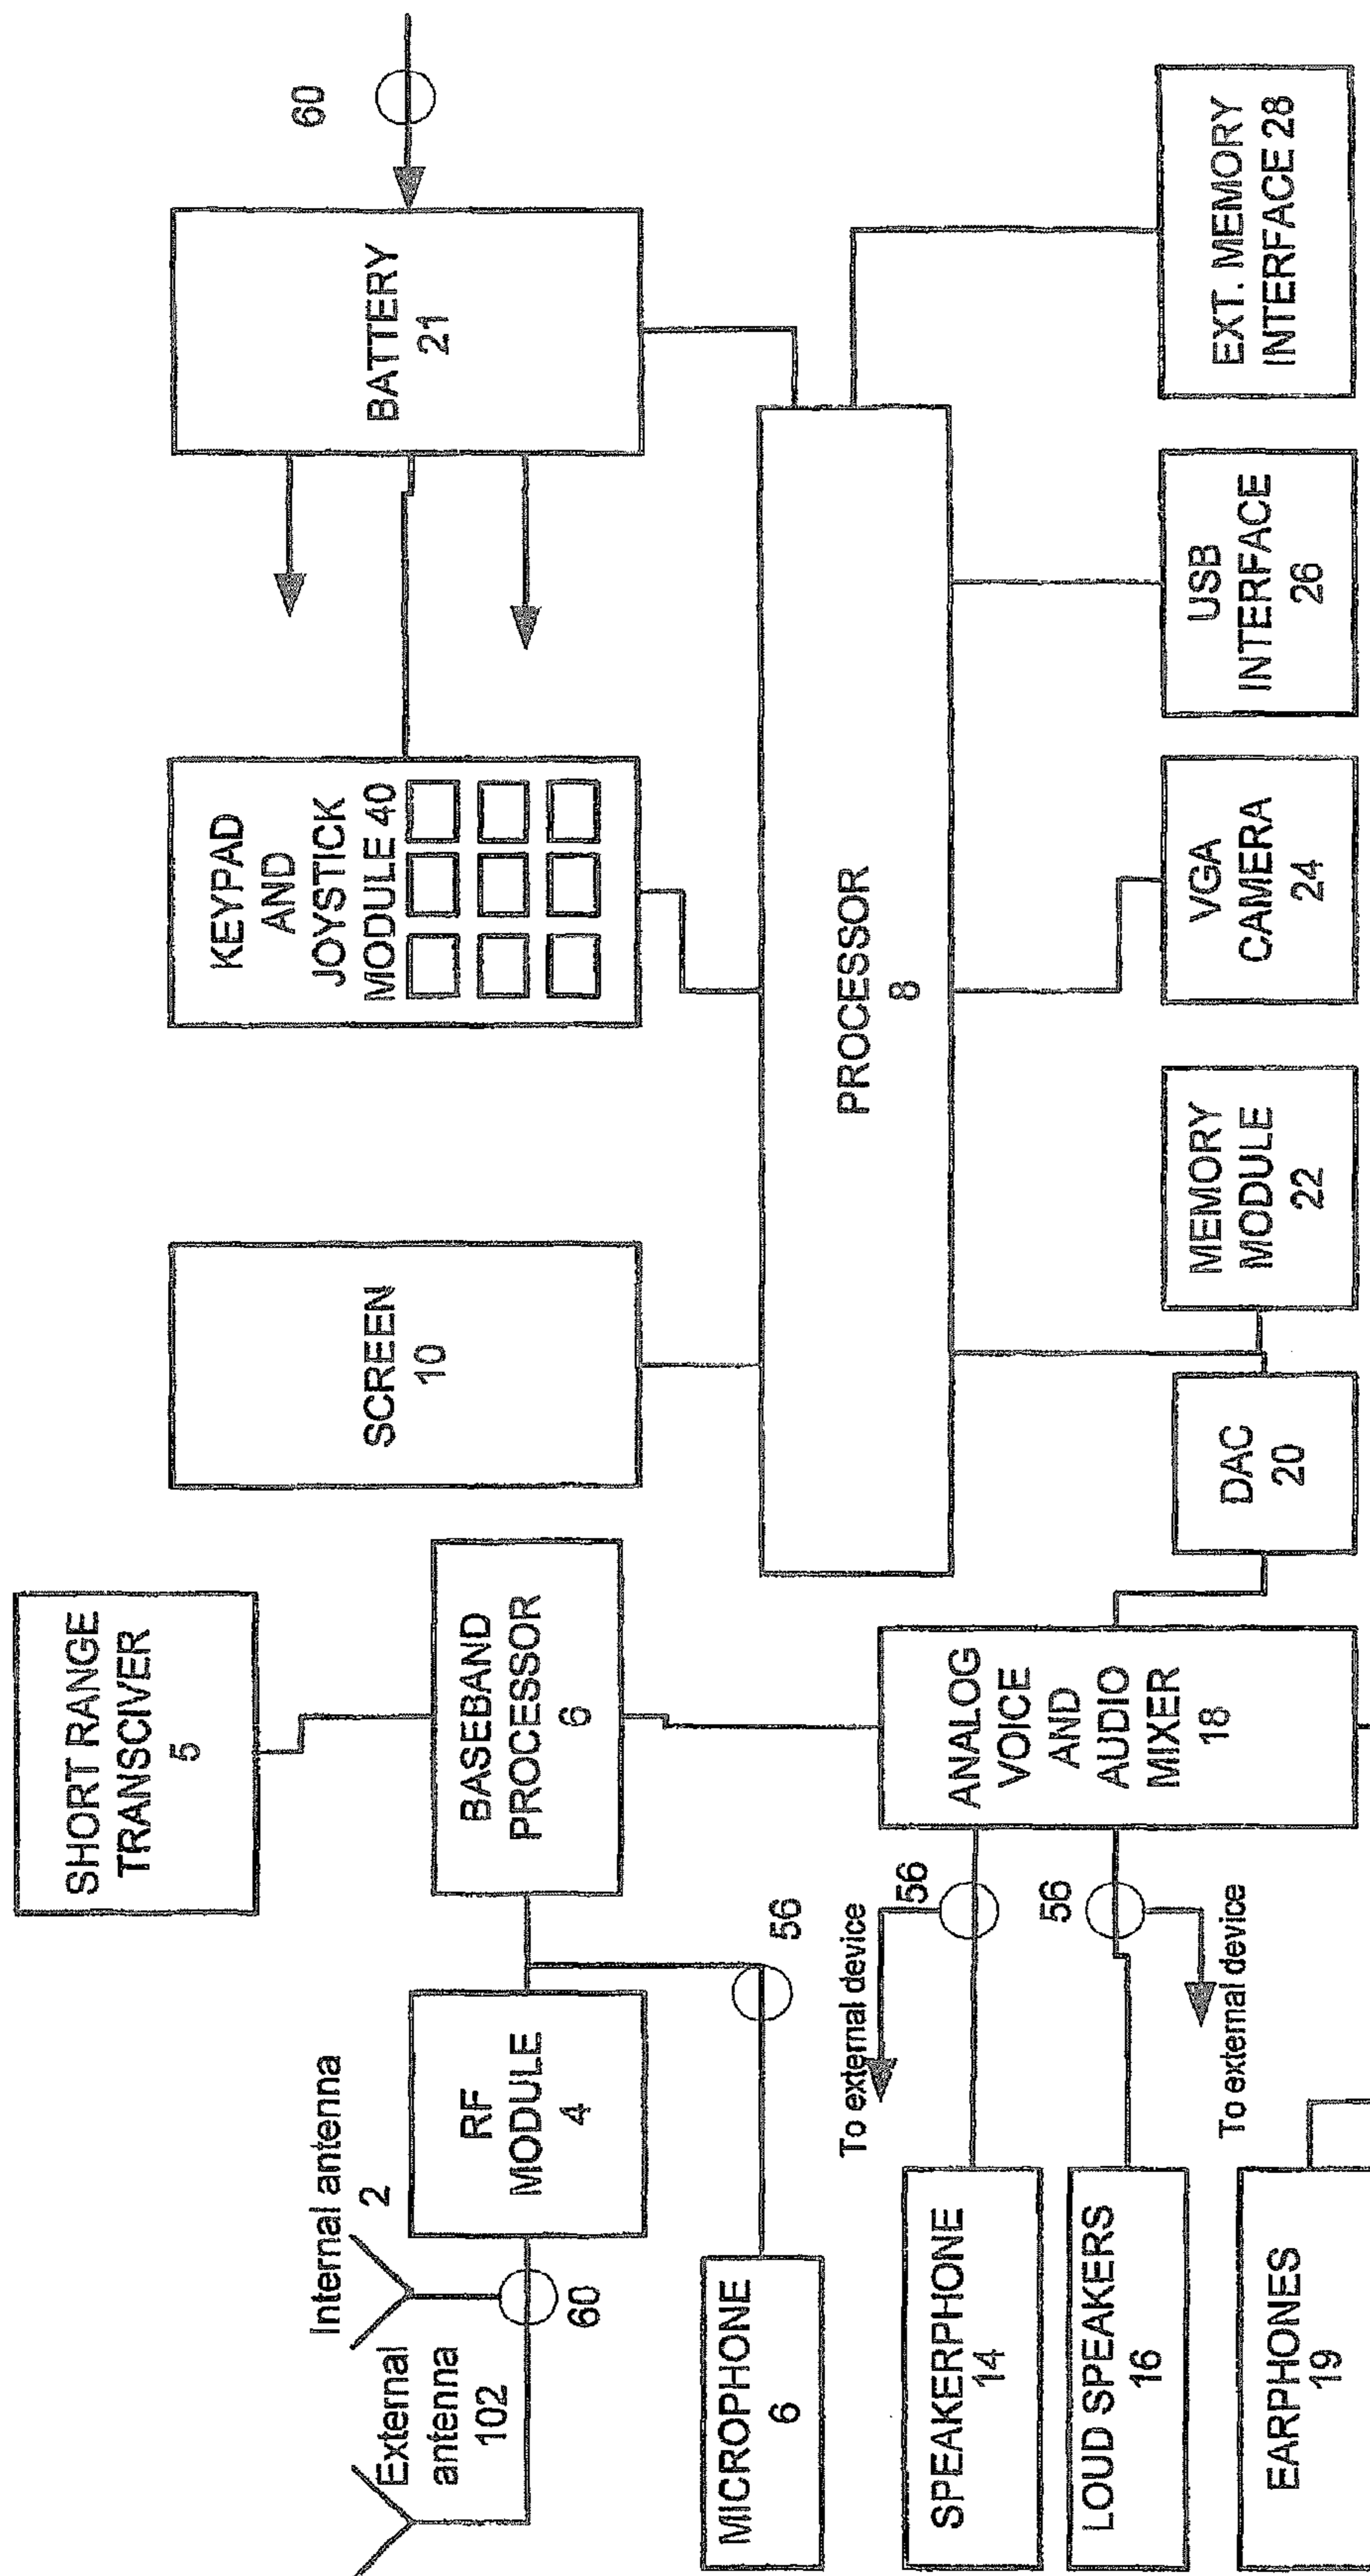 SHORT RANGE
TRANSCIVER
5
Internal antenna
2
External
antenna
102
60
RF
MODULE
4
BASEBAND
PROCESSOR
6
SCREEN
10
KEYPAD
AND
JOYSTICK
MODULE 40
BATTERY
21
60
MICROPHONE
6
56
PROCESSOR
8
To external device
56
SPEAKERPHONE
14
56
LOUD SPEAKERS
16
To external device
ANALOG
VOICE
AND
AUDIO
MIXER
18
EARPHONES
19
DAC
20
MEMORY
MODULE
22
VGA
CAMERA
24
USB
INTERFACE
26
EXT. MEMORY
INTERFACE 28